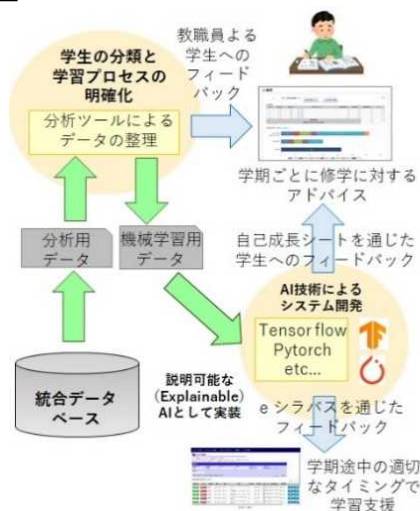 学生の分類と
学習プロセスの
明確化
分析ツールによる
データの整理
教職員よる
学生への
フィード
バック
学期ごとに修学に対する
アドバイス
分析用
データ
機械学習用
データ
自己成長シートを通じた
学生へのフィードバック
AI技術による
システム開発
Tensorflow
Pytorch
etc...
統合データ
ベース
説明可能な
(Explainable)
AIとして実装
eシラバスを通じた
フィードバック
学期途中の適切
なタイミングで
学習支援